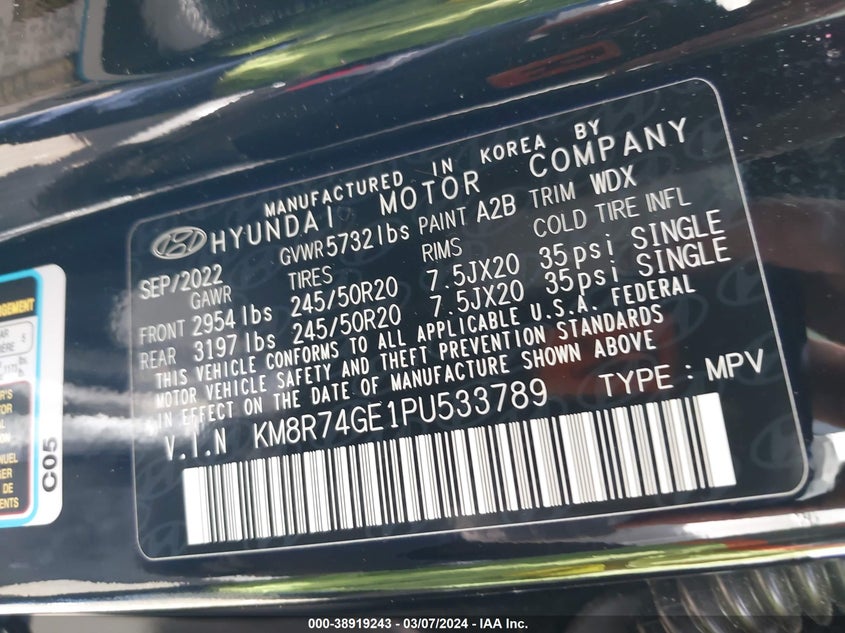 MANUFACTURED IN KOREA BY
HYUNDAI MOTOR COMPANY
SEP/2022 GVWR 5732 lbs PAINT A2B TRIM WDX
GAWR TIRES RIMS COLD TIRE INFL
FRONT 2954 lbs 245/50R20 7.5JX20 35psi SINGLE
REAR 3197 lbs 245/50R20 7.5JX20 35psi SINGLE
THIS VEHICLE CONFORMS TO ALL APPLICABLE U.S.A. FEDERAL
MOTOR VEHICLE SAFETY AND THEFT PREVENTION STANDARDS
IN EFFECT ON THE DATE OF MANUFACTURE SHOWN ABOVE
V.I.N KM8R74GE1PU533789 TYPE : MPV
C05
000-38919243 - 03/07/2024 - IAA Inc.